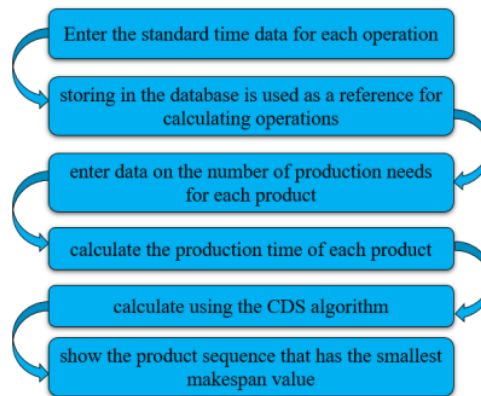 Enter the standard time data for each operation
storing in the database is used as a reference for
calculating operations
enter data on the number of production needs
for each product
calculate the production time of each product
calculate using the CDS algorithm
show the product sequence that has the smallest
makespan value